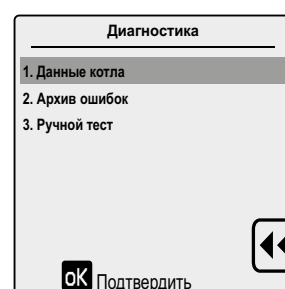 Диагностика
1. Данные котла
2. Архив ошибок
3. Ручной тест
oK Подтвердить